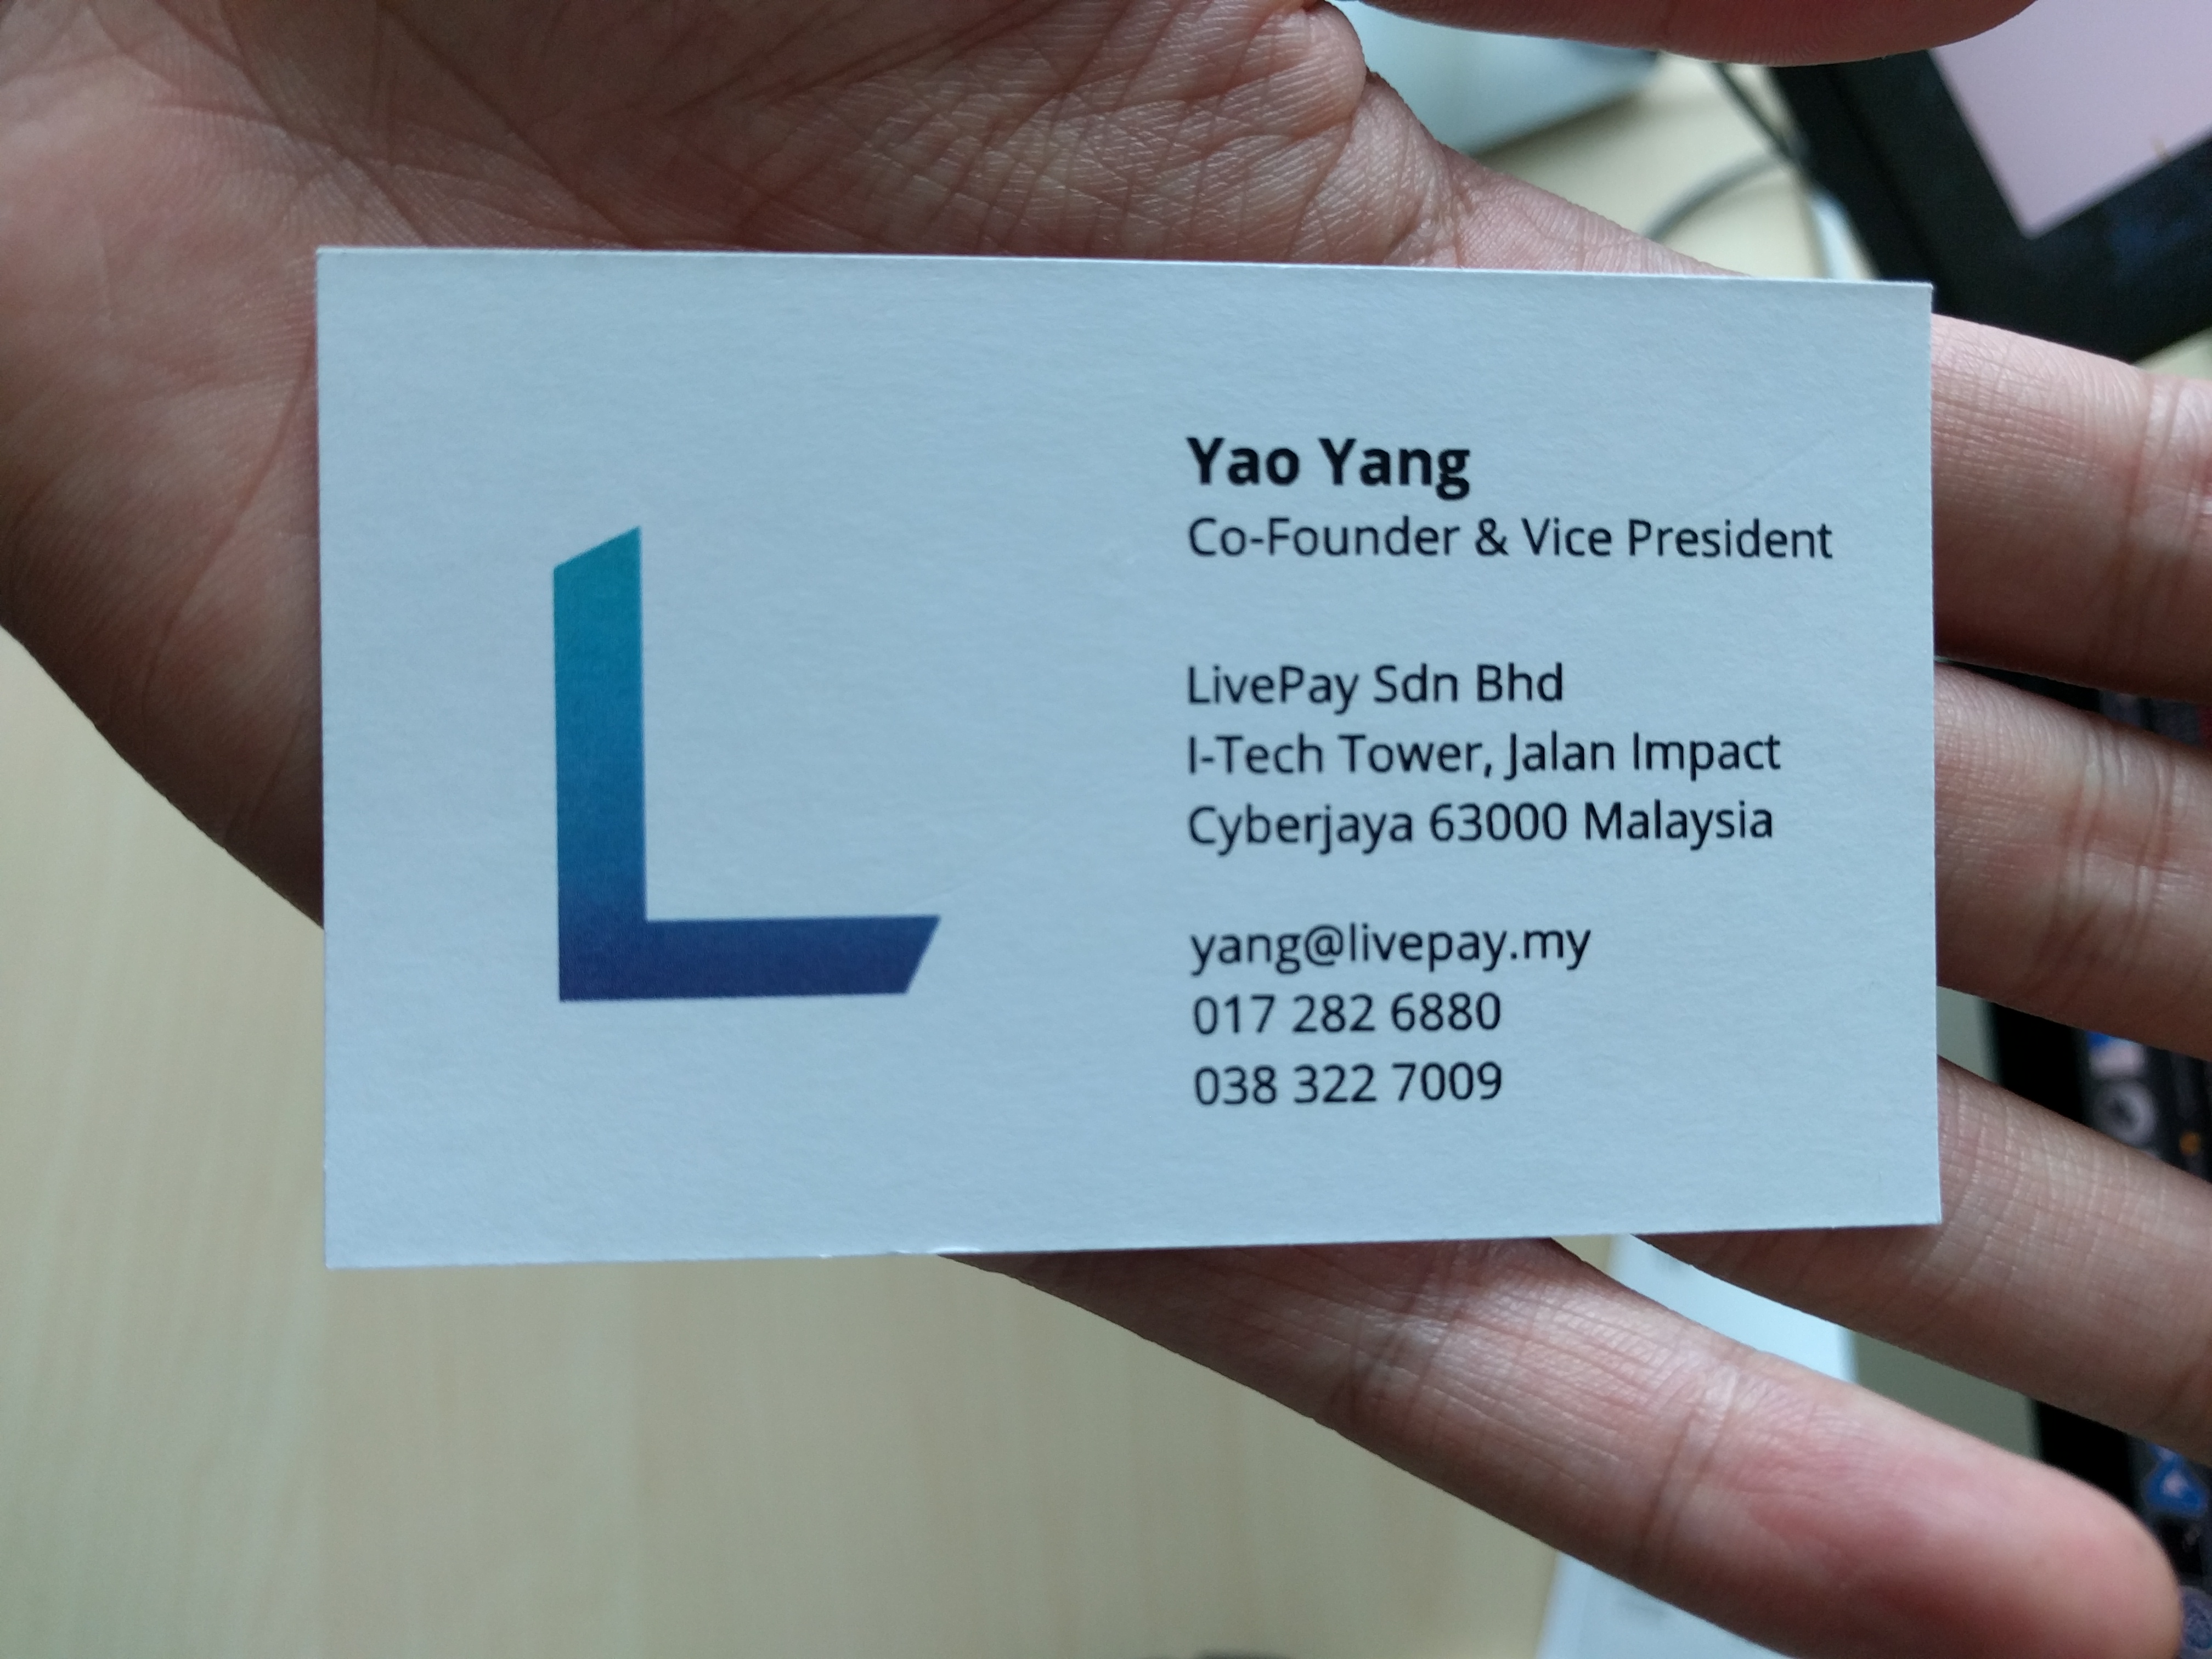 Yao Yang
Co-Founder & Vice President
LivePay Sdn Bhd
I-Tech Tower, Jalan Impact
Cyberjaya 63000 Malaysia
yang@livepay.my
017 282 6880
038 322 7009